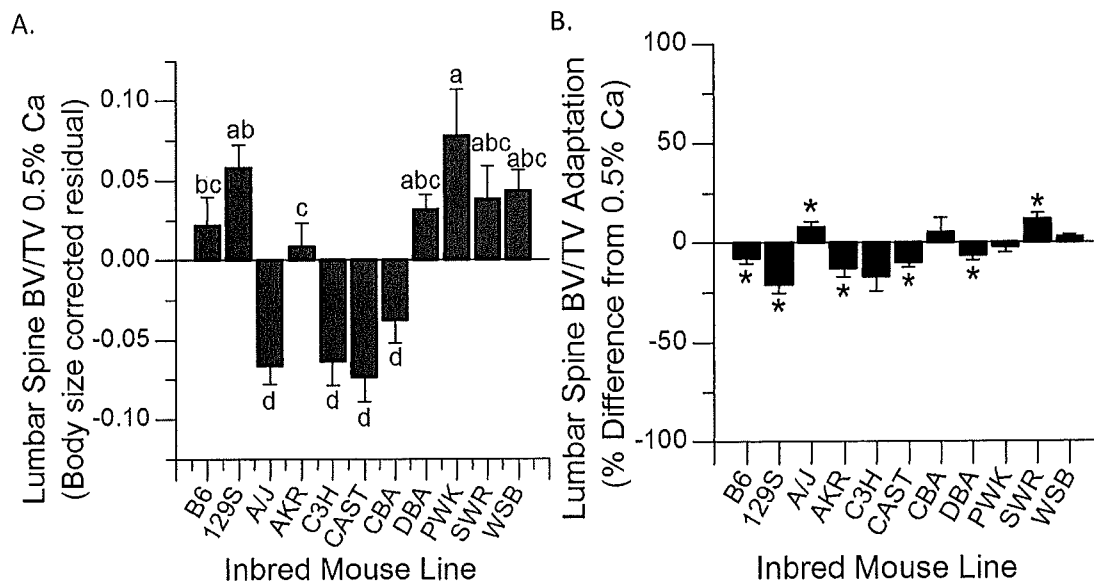 A.
Lumbar Spine BV/TV 0.5% Ca
(Body size corrected residual)
0.10
0.05
0.00
-0.05
-0.10
bc
ab
d
c
d
d
d
abc
a
abc
abc
B6
129S
A/J
AKR
C3H
CAST
CBA
DBA
PWK
SWR
WSB
Inbred Mouse Line
B.
Lumbar Spine BV/TV Adaptation
(% Difference from 0.5% Ca)
100
50
0
-50
-100
*
*
*
*
*
*
*
B6
129S
A/J
AKR
C3H
CAST
CBA
DBA
PWK
SWR
WSB
Inbred Mouse Line